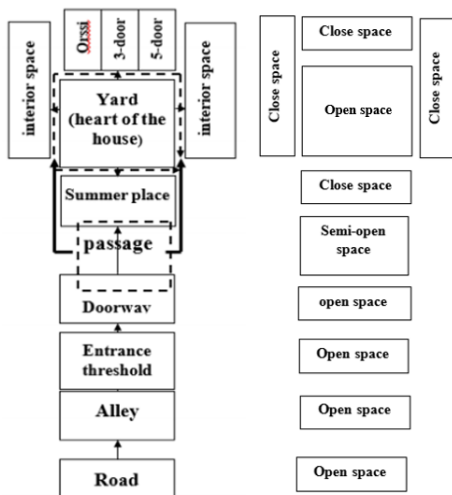 Orssi
3-door
5-door
interior space
Yard
(heart of the
house)
interior space
Summer place
passage
Doorway
Entrance
threshold
Alley
Road
Close space
Close space
Open space
Close space
Close space
Semi-open
space
open space
Open space
Open space
Open space